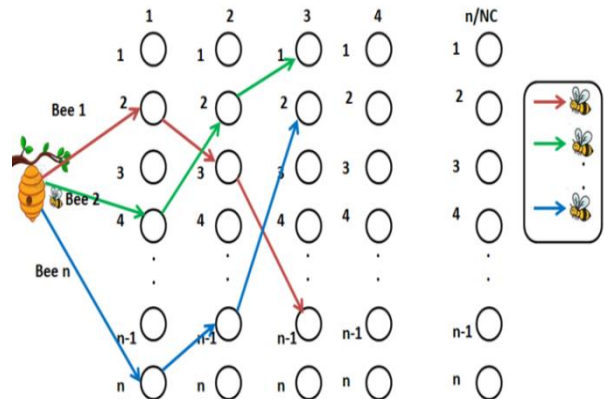 1 2 3 4 n/NC
1 1 1 1 1
Bee 1
2 2 2 2 2
3 3 3 3 3
Bee 2
4 4 4 4
. . . . .
. . . . .
Bee n
n-1 n-1 n-1 n-1 n-1
n n n n n